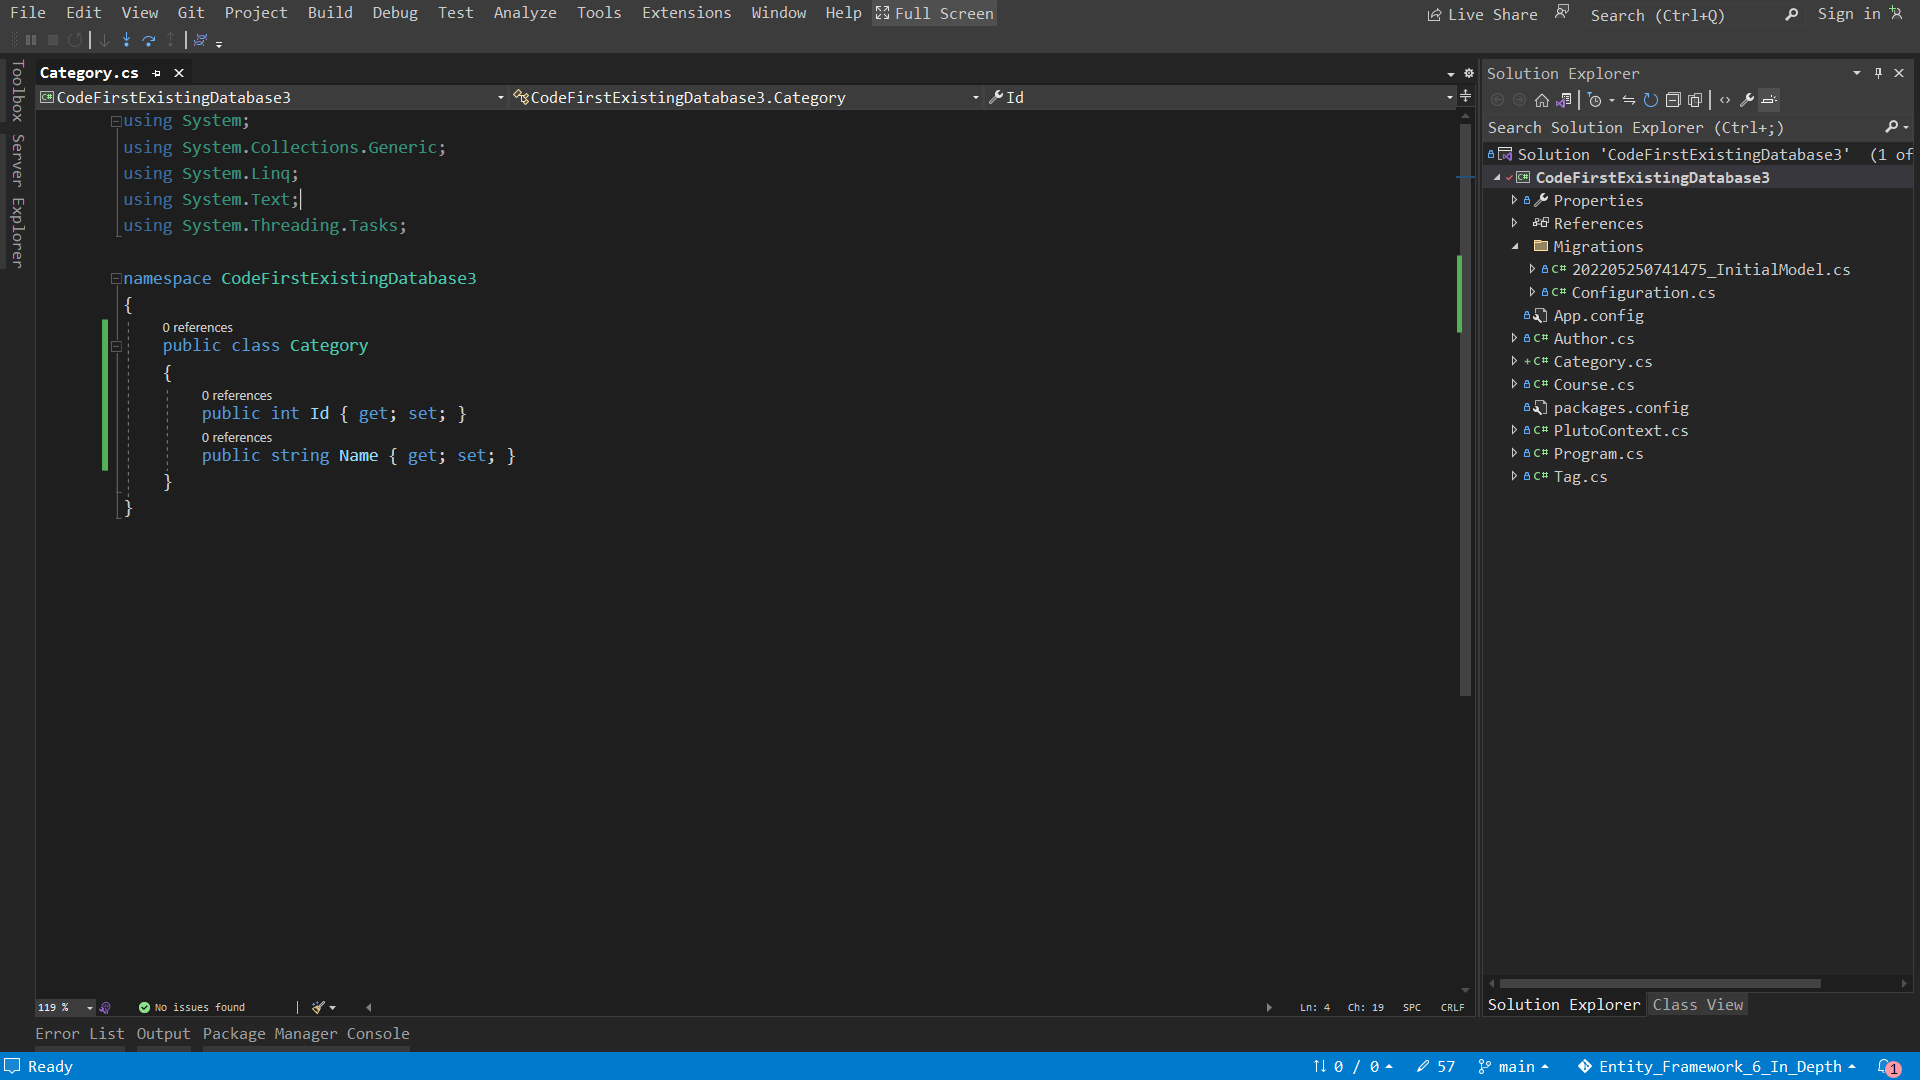 File Edit View Git Project Build Debug Test Analyze Tools Extensions Window Help Full Screen
Live Share Search (Ctrl+Q) Sign in
Toolbox
Server Explorer
Category.cs
CodeFirstExistingDatabase3 CodeFirstExistingDatabase3.Category Id
using System;
using System.Collections.Generic;
using System.Linq;
using System.Text;
using System.Threading.Tasks;
namespace CodeFirstExistingDatabase3
{
0 references
public class Category
{
0 references
public int Id { get; set; }
0 references
public string Name { get; set; }
}
}
119 % No issues found Ln: 4 Ch: 19 SPC CRLF
Solution Explorer
Search Solution Explorer (Ctrl+;)
Solution 'CodeFirstExistingDatabase3' (1 of
C# CodeFirstExistingDatabase3
Properties
References
Migrations
C# 202205250741475_InitialModel.cs
C# Configuration.cs
App.config
C# Author.cs
+ C# Category.cs
C# Course.cs
packages.config
C# PlutoContext.cs
C# Program.cs
C# Tag.cs
Solution Explorer Class View
Error List Output Package Manager Console
Ready 0 / 0 57 main Entity_Framework_6_In_Depth 1